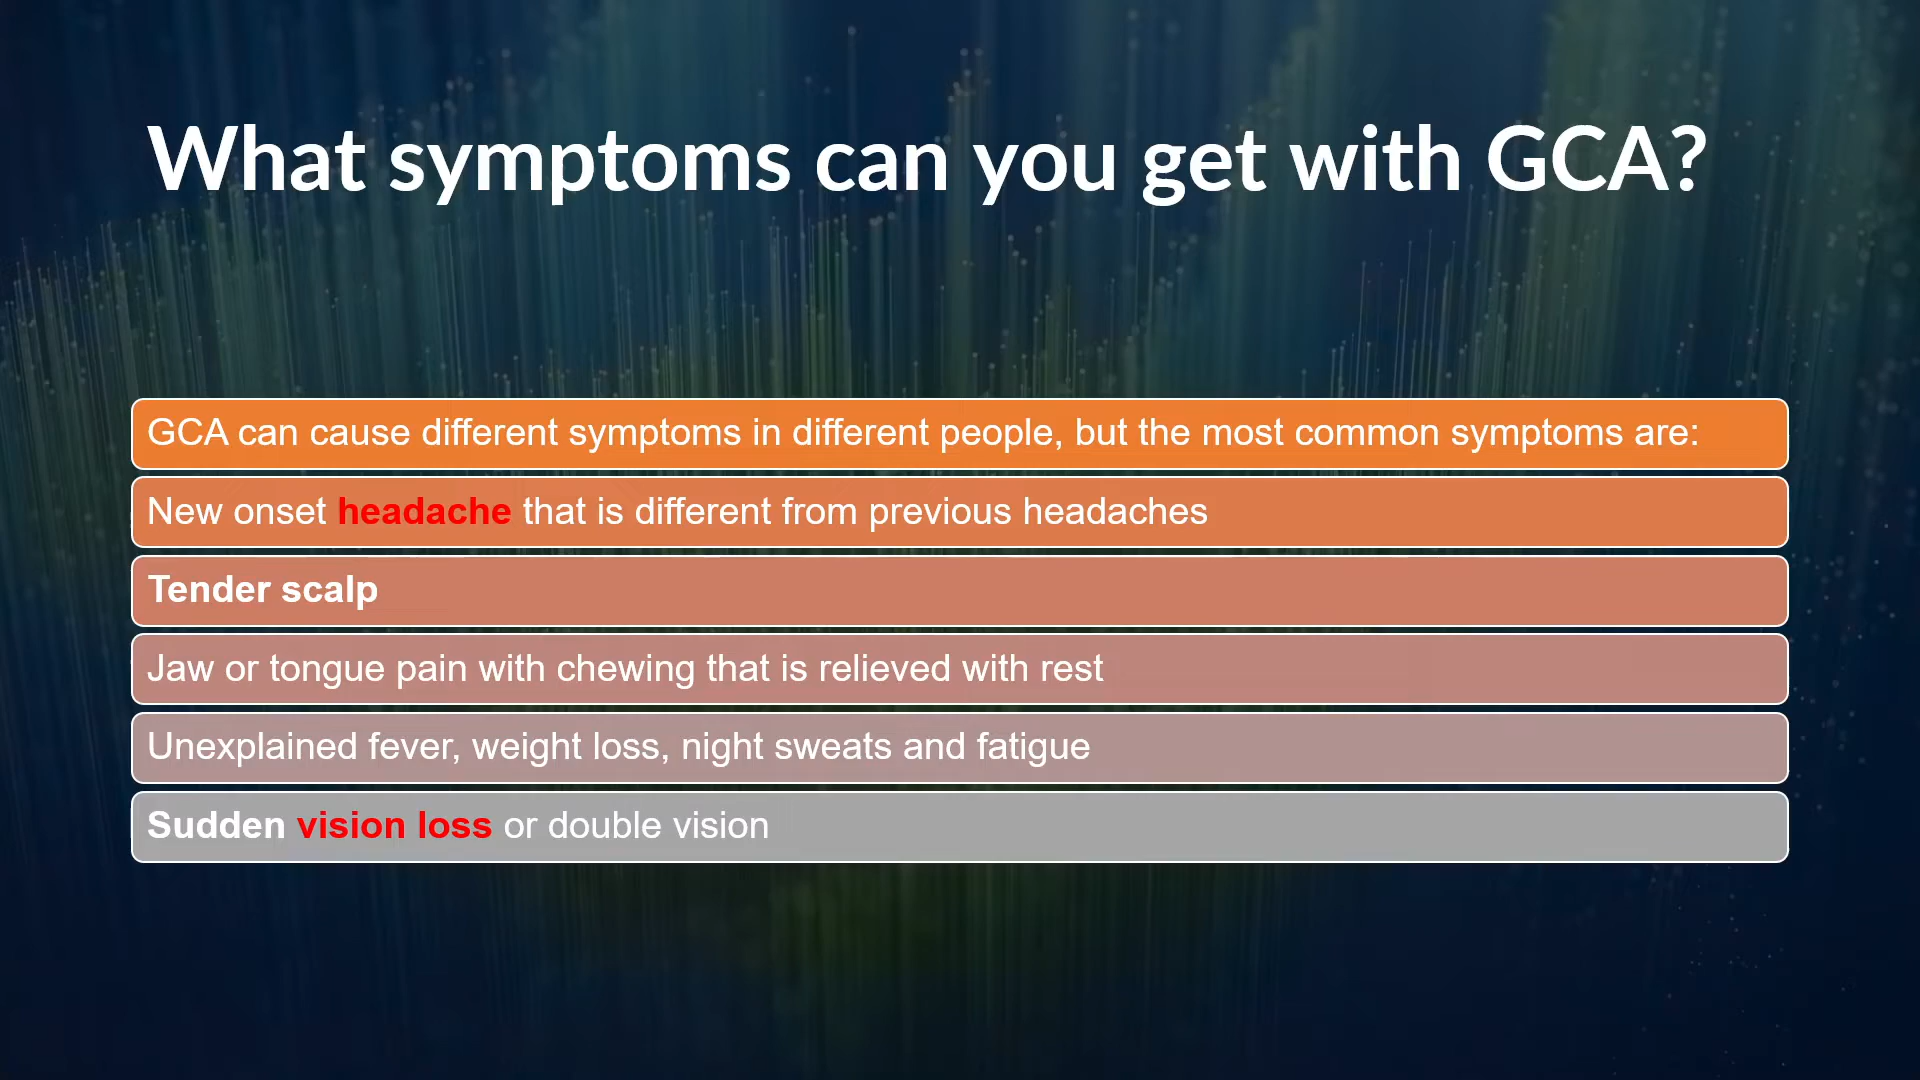 What symptoms can you get with GCA?
GCA can cause different symptoms in different people, but the most common symptoms are:
New onset headache that is different from previous headaches
Tender scalp
Jaw or tongue pain with chewing that is relieved with rest
Unexplained fever, weight loss, night sweats and fatigue
Sudden vision loss or double vision